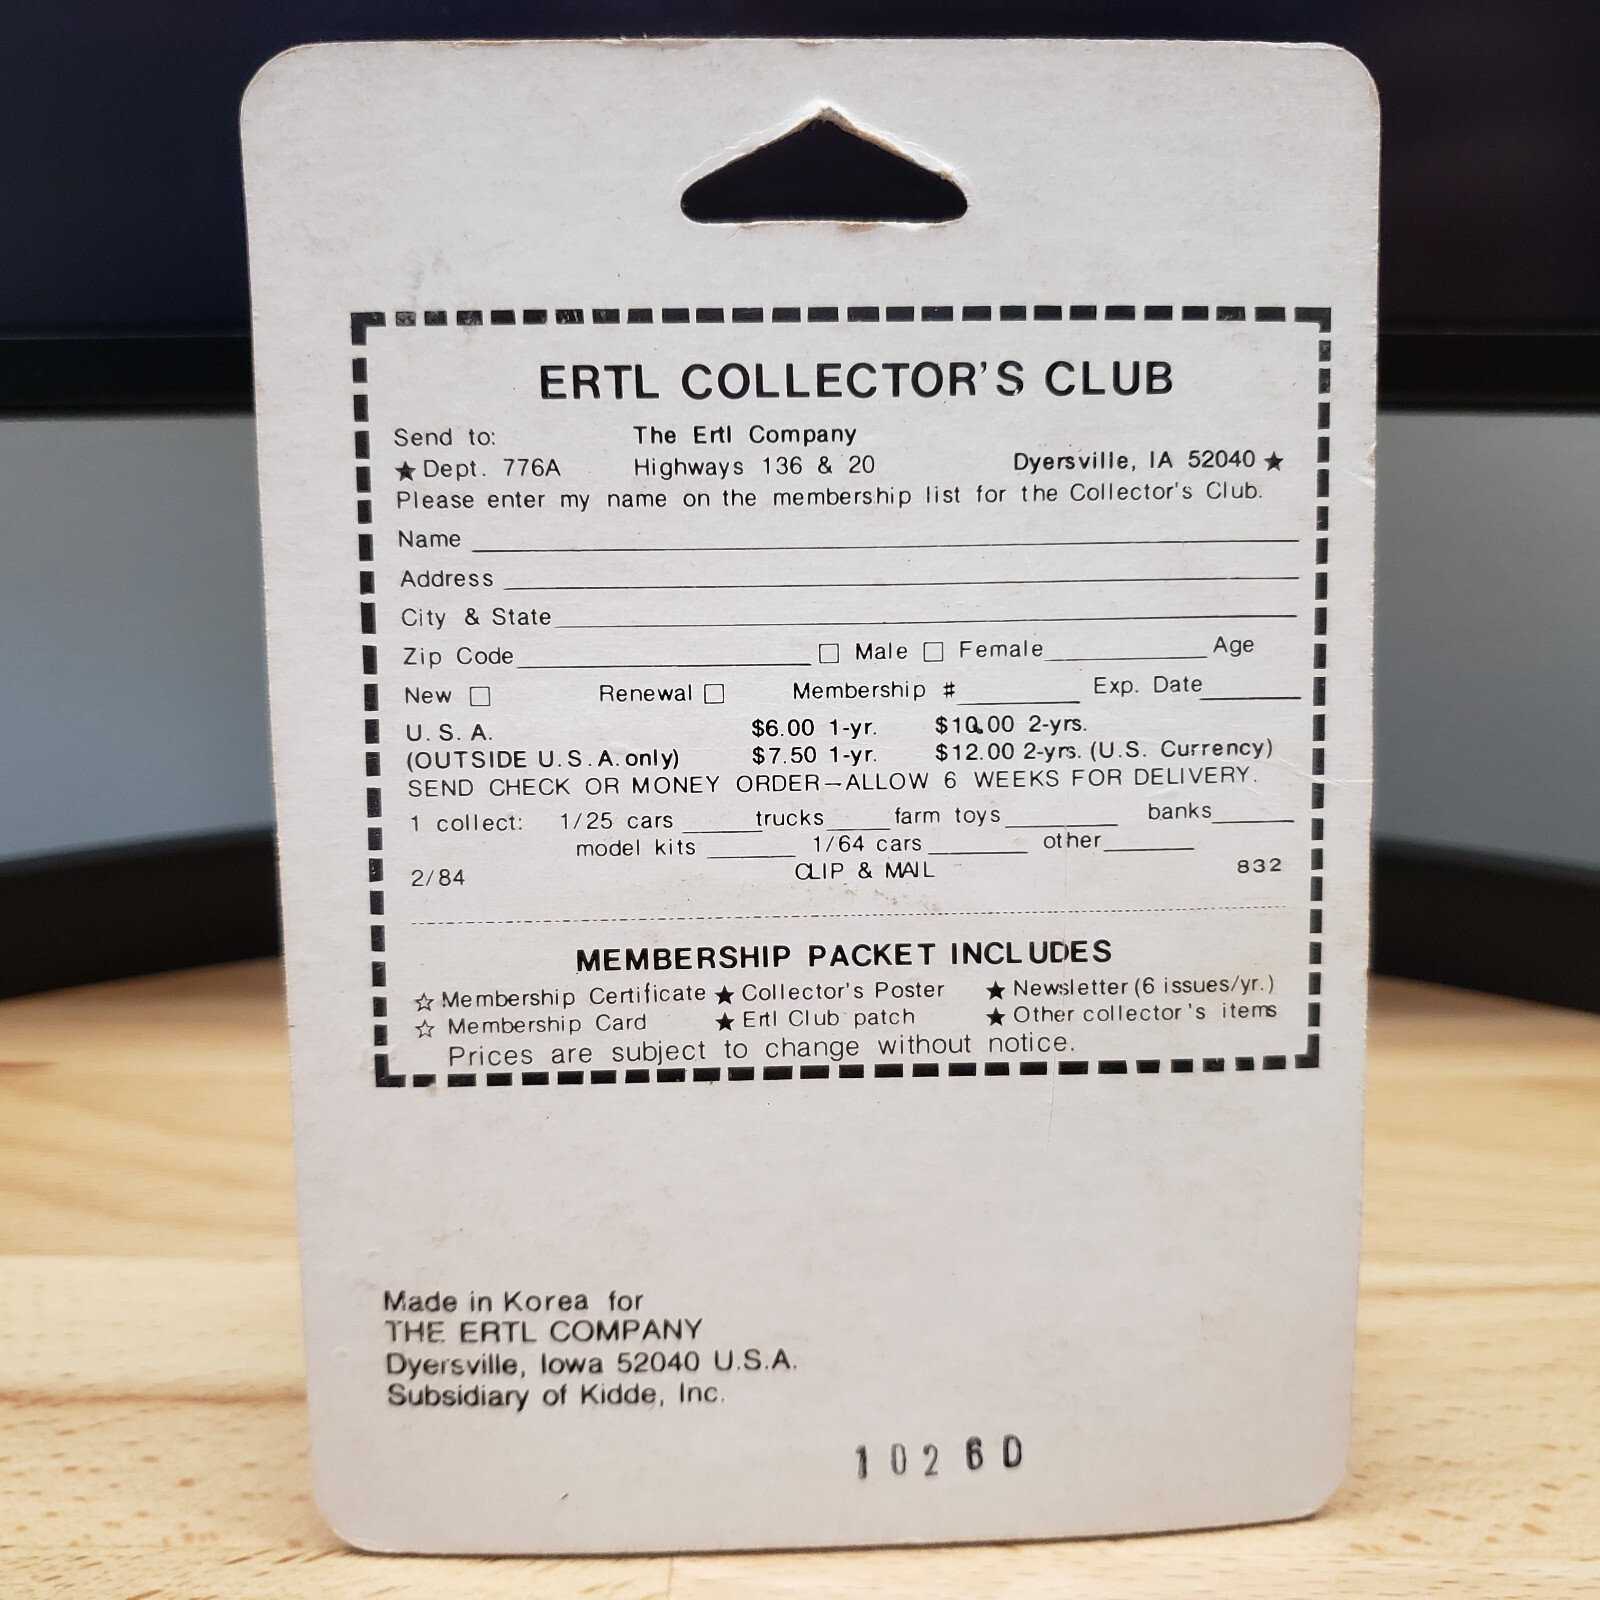 ERTL COLLECTOR'S CLUB
Send to: The Ertl Company
★ Dept. 776A Highways 136 & 20 Dyersville, IA 52040 ★
Please enter my name on the membership list for the Collector's Club.
Name
Address
City & State
Zip Code □ Male □ Female Age
New □ Renewal □ Membership # Exp. Date
U.S.A. $6.00 1-yr. $10.00 2-yrs.
(OUTSIDE U.S.A. only) $7.50 1-yr. $12.00 2-yrs. (U.S. Currency)
SEND CHECK OR MONEY ORDER—ALLOW 6 WEEKS FOR DELIVERY.
1 collect: 1/25 cars trucks farm toys banks
model kits 1/64 cars other
2/84 CLIP & MAIL 832
MEMBERSHIP PACKET INCLUDES
☆ Membership Certificate ★ Collector's Poster ★ Newsletter (6 issues/yr.)
☆ Membership Card ★ Ertl Club patch ★ Other collector's items
Prices are subject to change without notice.
Made in Korea for
THE ERTL COMPANY
Dyersville, Iowa 52040 U.S.A.
Subsidiary of Kidde, Inc.
1026D